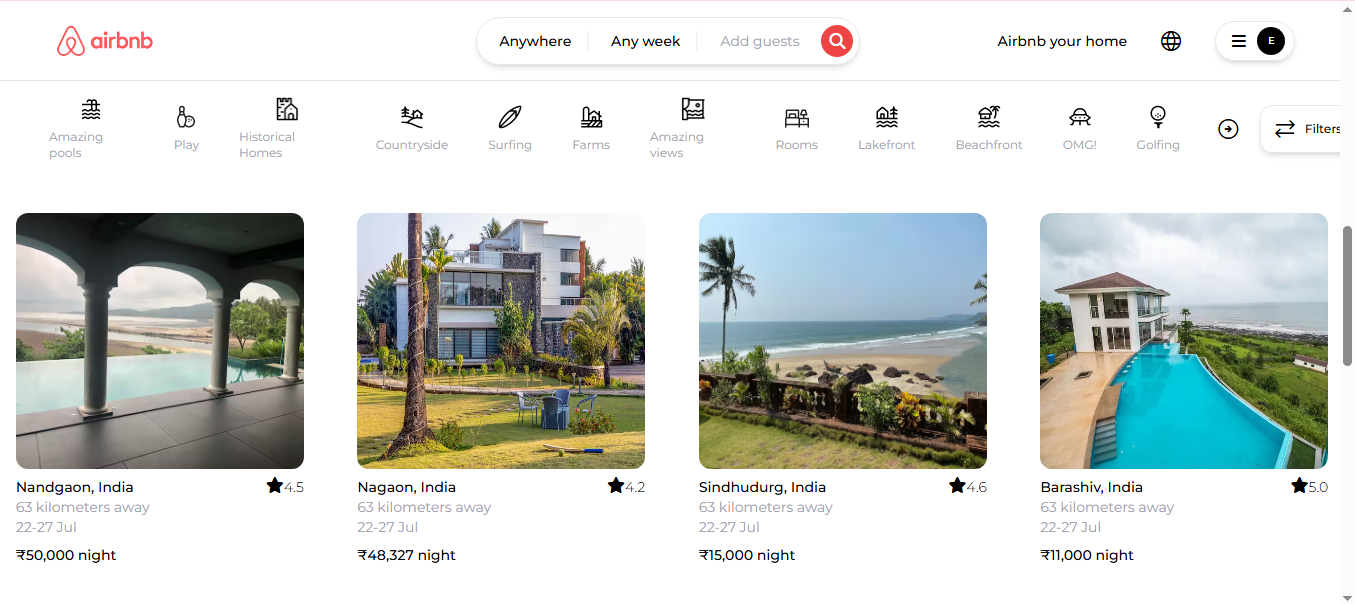 airbnb
Anywhere
Any week
Add guests
Airbnb your home
E
Amazing
pools
Play
Historical
Homes
Countryside
Surfing
Farms
Amazing
views
Rooms
Lakefront
Beachfront
OMG!
Golfing
Filters
Nandgaon, India
4.5
63 kilometers away
22-27 Jul
₹50,000 night
Nagaon, India
4.2
63 kilometers away
22-27 Jul
₹48,327 night
Sindhudurg, India
4.6
63 kilometers away
22-27 Jul
₹15,000 night
Barashiv, India
5.0
63 kilometers away
22-27 Jul
₹11,000 night